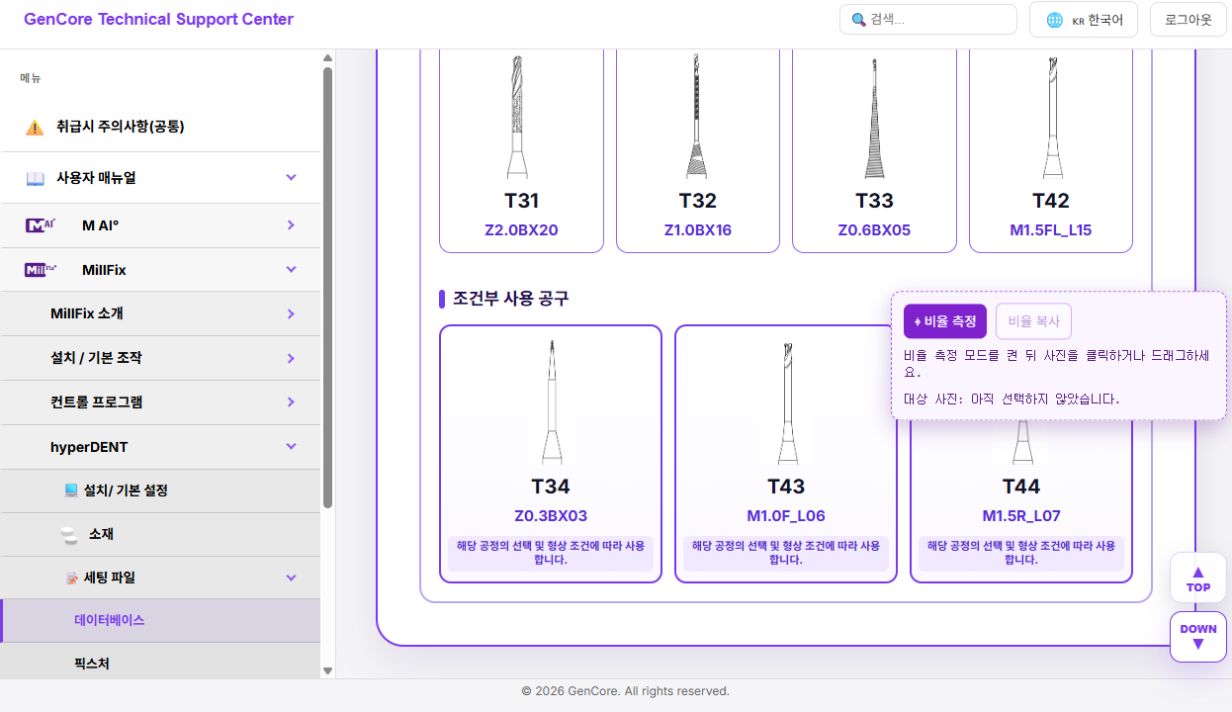 GenCore Technical Support Center
검색...
KR 한국어
로그아웃
메뉴
취급시 주의사항(공통)
사용자 매뉴얼
M AI°
MillFix
MillFix 소개
설치 / 기본 조작
컨트롤 프로그램
hyperDENT
설치/ 기본 설정
소재
세팅 파일
데이터베이스
픽스처
T31
Z2.0BX20
T32
Z1.0BX16
T33
Z0.6BX05
T42
M1.5FL_L15
조건부 사용 공구
비율 측정
비율 복사
비율 측정 모드를 켠 뒤 사진을 클릭하거나 드래그하세
요.
대상 사진: 아직 선택하지 않았습니다.
T34
Z0.3BX03
해당 공정의 선택 및 형상 조건에 따라 사용
합니다.
T43
M1.0F_L06
해당 공정의 선택 및 형상 조건에 따라 사용
합니다.
T44
M1.5R_L07
해당 공정의 선택 및 형상 조건에 따라 사용
합니다.
TOP
DOWN
© 2026 GenCore. All rights reserved.